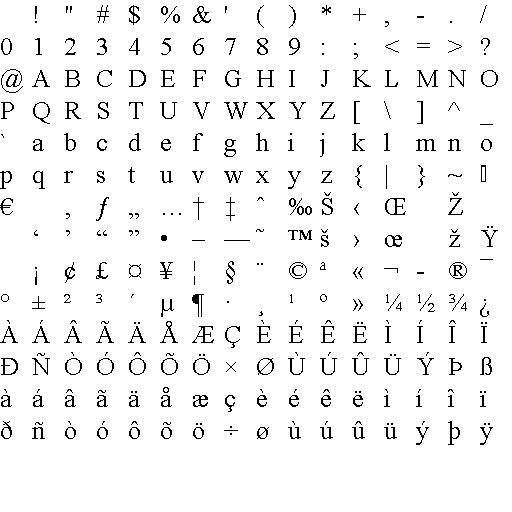 ! " # $ % & ' ( ) * + , - . /
0 1 2 3 4 5 6 7 8 9 : ; < = > ?
@ A B C D E F G H I J K L M N O
P Q R S T U V W X Y Z [ \ ] ^ _
` a b c d e f g h i j k l m n o
p q r s t u v w x y z { | } ~ ▯
€ ‚ ƒ „ … † ‡ ˆ ‰ Š ‹ Œ Ž
‘ ’ “ ” • – — ˜ ™ š › œ ž Ÿ
¡ ¢ £ ¤ ¥ ¦ § ¨ © ª « ¬ - ® ¯
° ± ² ³ ´ µ ¶ · ¸ ¹ º » ¼ ½ ¾ ¿
À Á Â Ã Ä Å Æ Ç È É Ê Ë Ì Í Î Ï
Ð Ñ Ò Ó Ô Õ Ö × Ø Ù Ú Û Ü Ý Þ ß
à á â ã ä å æ ç è é ê ë ì í î ï
ð ñ ò ó ô õ ö ÷ ø ù ú û ü ý þ ÿ